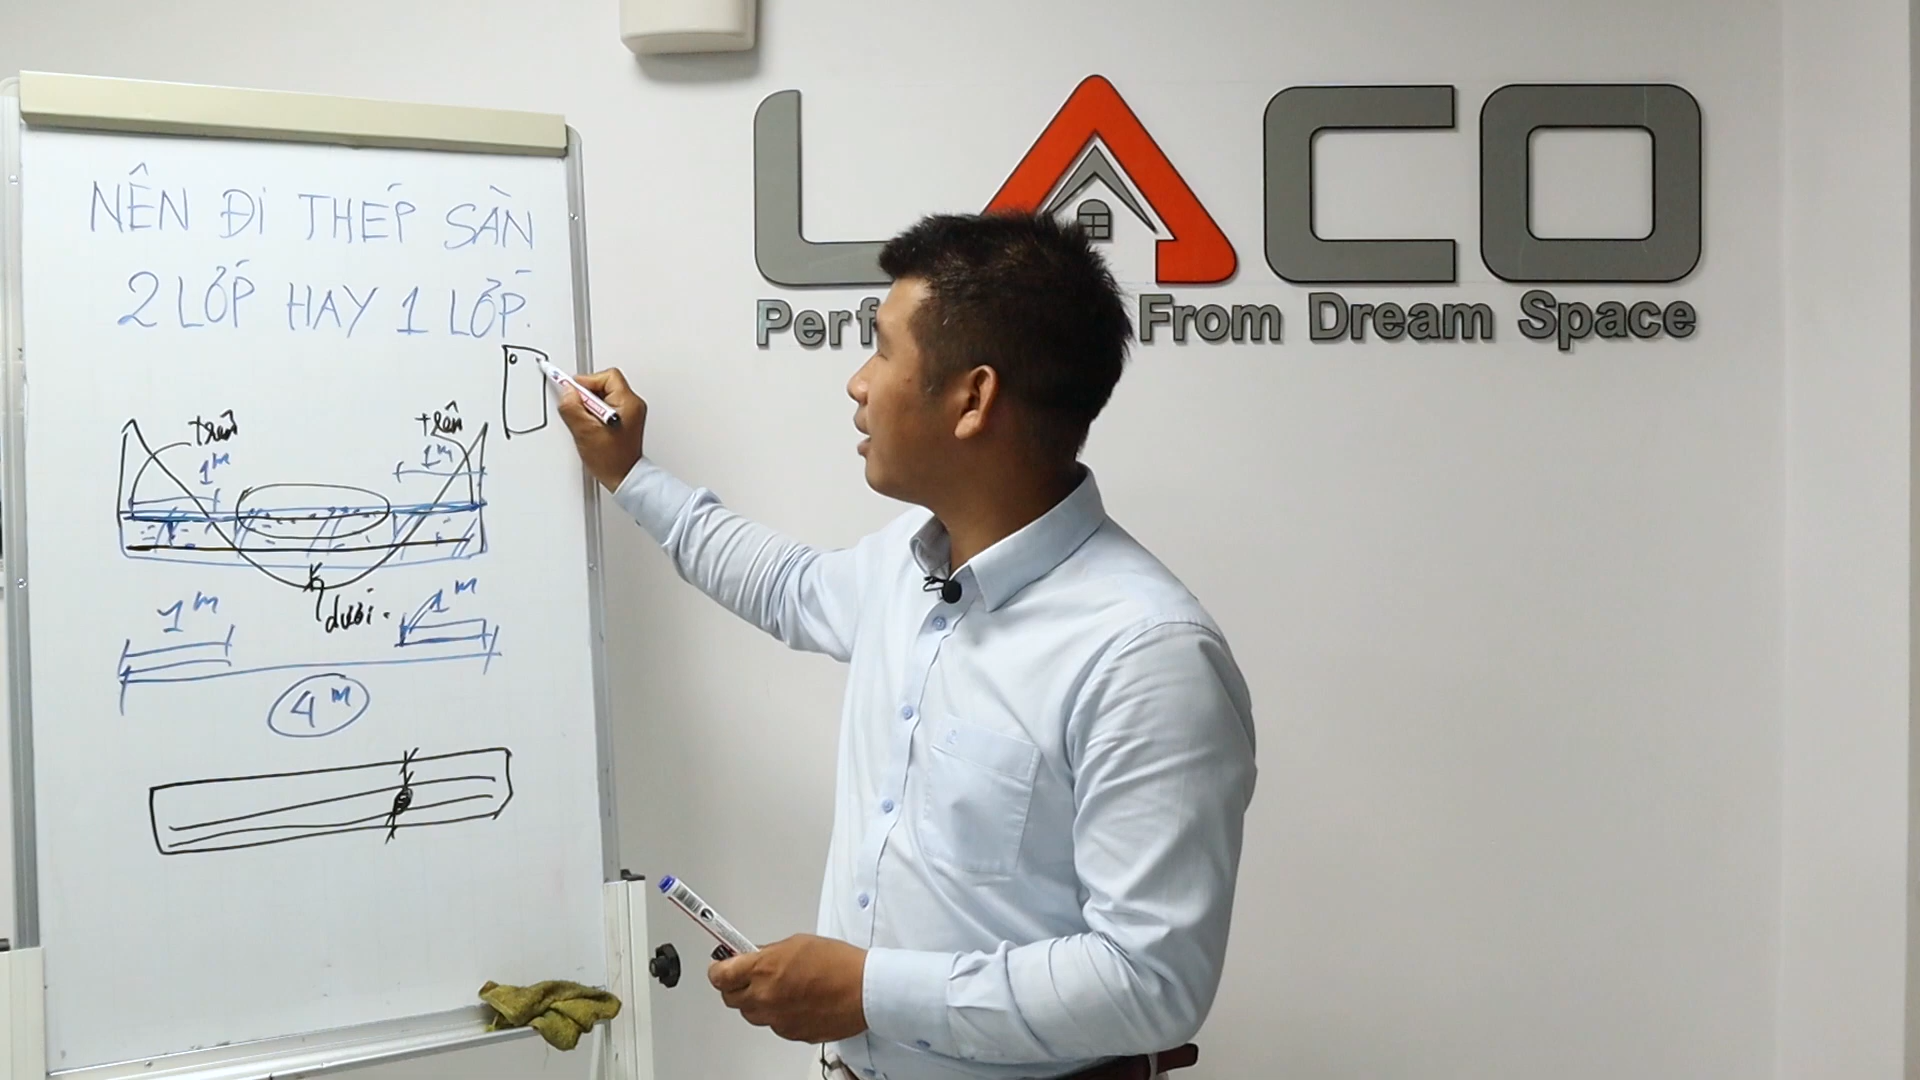 NÊN ĐI THÉP SÀN
2 LỚP HAY 1 LỚP.
trên
trên
1m
1m
dưới.
1m
1m
4m
LACO
Perf
From Dream Space